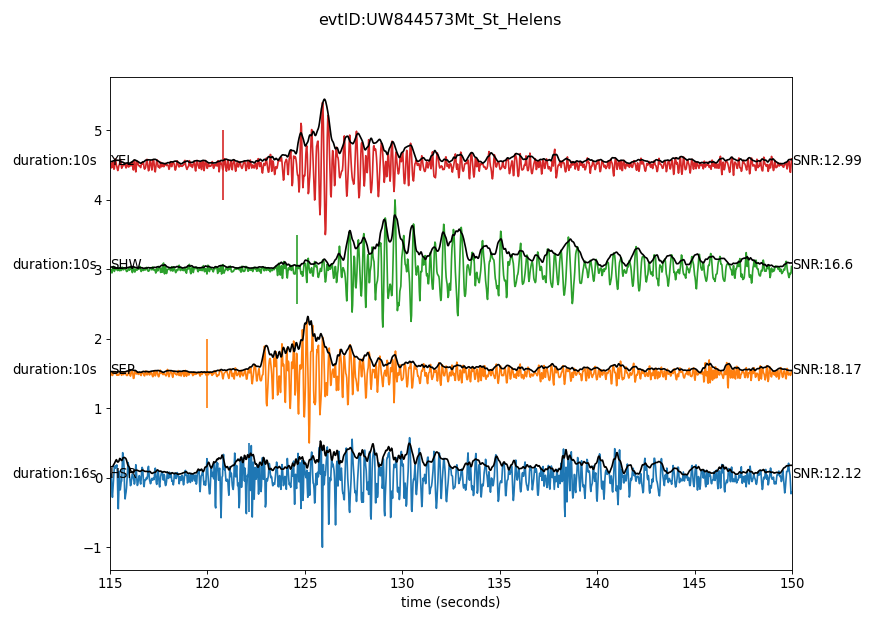 evtID:UW844573Mt_St_Helens
5
duration:10s YEL SNR:12.99
4
duration:10s 3 SHW SNR:16.6
2
duration:10s SEP SNR:18.17
1
duration:16s 0 HSR SNR:12.12
−1
115 120 125 130 135 140 145 150
time (seconds)